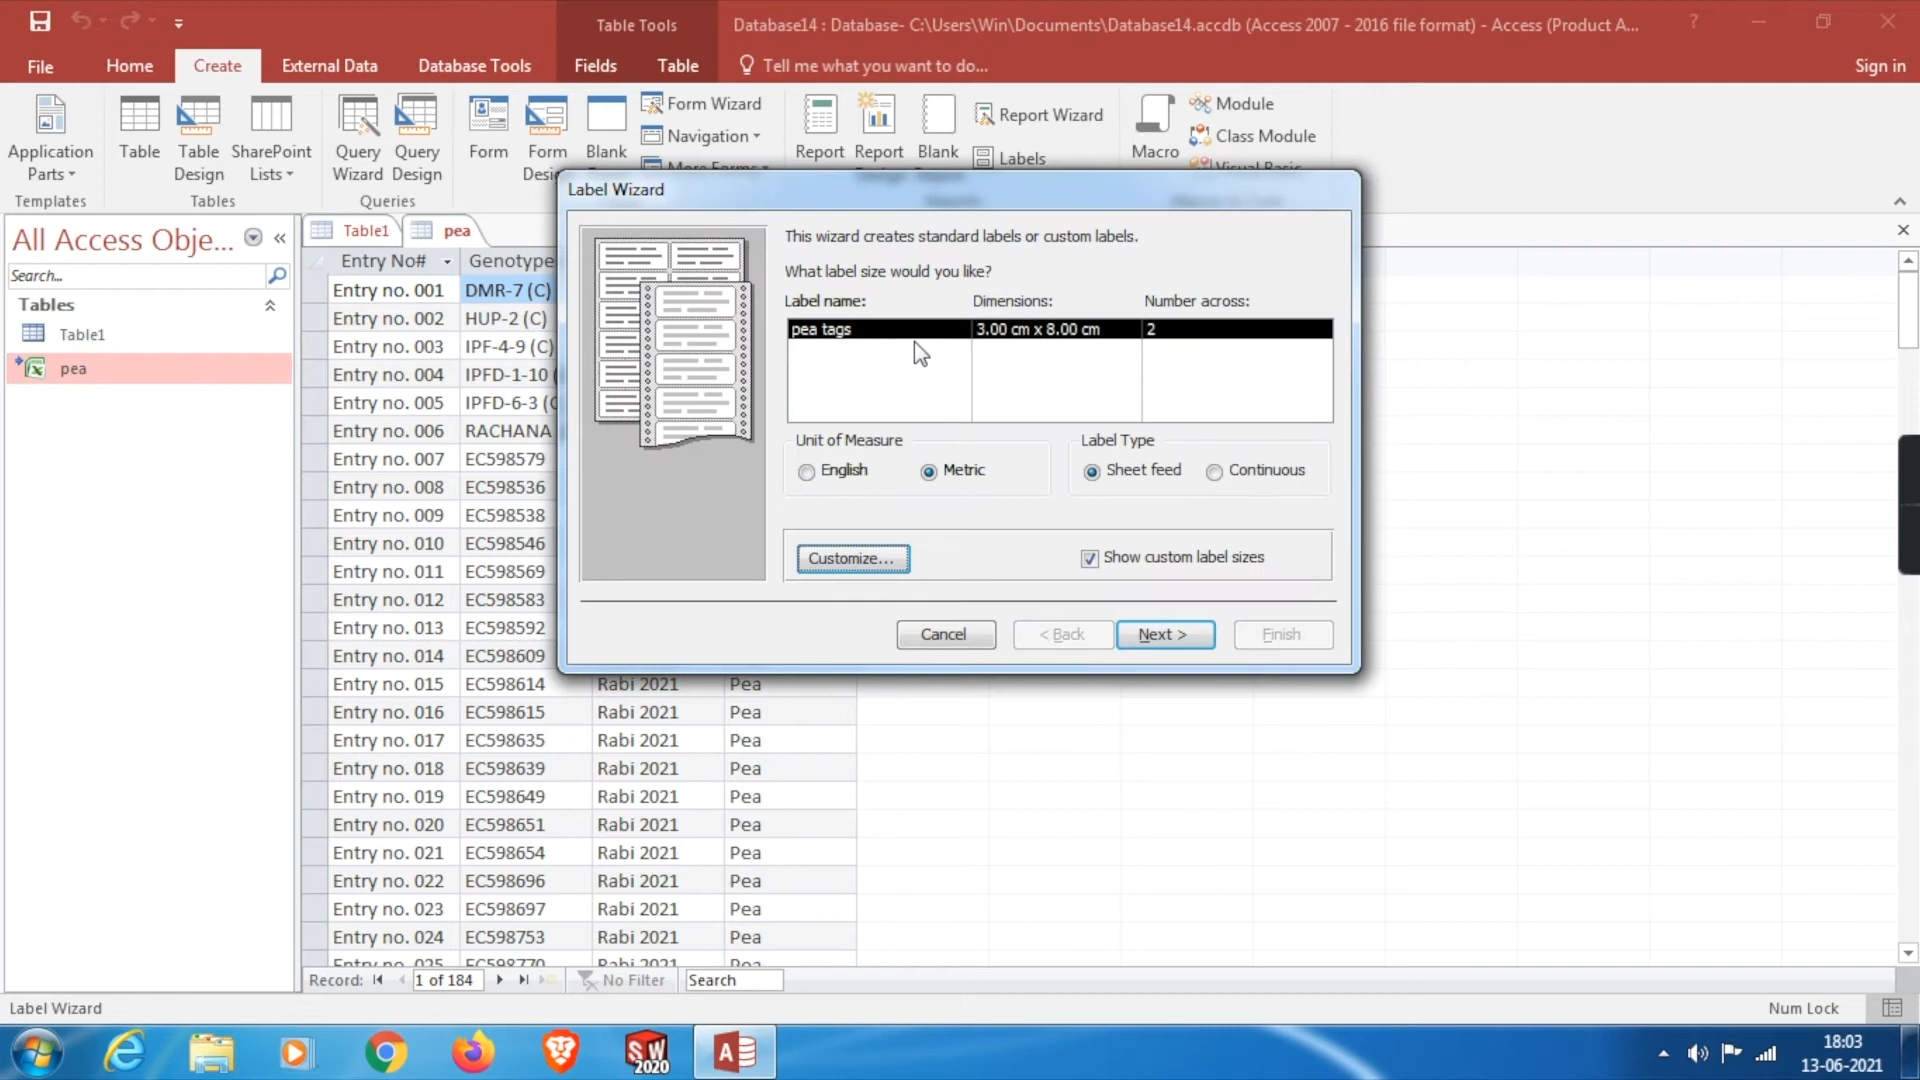 Table Tools
Database14 : Database- C:\Users\Win\Documents\Database14.accdb (Access 2007 - 2016 file format) - Access (Product A...
?
File
Home
Create
External Data
Database Tools
Fields
Table
Tell me what you want to do...
Sign in
Application Parts
Table
Table Design
SharePoint Lists
Query Wizard
Query Design
Form
Form
Blank
Form Wizard
Navigation
Report
Report
Blank
Report Wizard
Labels
Macro
Module
Class Module
Visual Basic
Templates
Tables
Queries
All Access Obje...
Search...
Tables
Table1
pea
Table1
pea
Entry No# Genotype
Entry no. 001 DMR-7 (C)
Entry no. 002 HUP-2 (C)
Entry no. 003 IPF-4-9 (C)
Entry no. 004 IPFD-1-10
Entry no. 005 IPFD-6-3
Entry no. 006 RACHANA
Entry no. 007 EC598579
Entry no. 008 EC598536
Entry no. 009 EC598538
Entry no. 010 EC598546
Entry no. 011 EC598569
Entry no. 012 EC598583
Entry no. 013 EC598592
Entry no. 014 EC598609
Entry no. 015 EC598614 Rabi 2021 Pea
Entry no. 016 EC598615 Rabi 2021 Pea
Entry no. 017 EC598635 Rabi 2021 Pea
Entry no. 018 EC598639 Rabi 2021 Pea
Entry no. 019 EC598649 Rabi 2021 Pea
Entry no. 020 EC598651 Rabi 2021 Pea
Entry no. 021 EC598654 Rabi 2021 Pea
Entry no. 022 EC598696 Rabi 2021 Pea
Entry no. 023 EC598697 Rabi 2021 Pea
Entry no. 024 EC598753 Rabi 2021 Pea
Entry no. 025 EC598770 Rabi 2021 Pea
Label Wizard
This wizard creates standard labels or custom labels.
What label size would you like?
Label name: Dimensions: Number across:
pea tags 3.00 cm x 8.00 cm 2
Unit of Measure
English Metric
Label Type
Sheet feed Continuous
Customize...
Show custom label sizes
Cancel
< Back
Next >
Finish
Record: 1 of 184 No Filter Search
Label Wizard
Num Lock
SW
2020
A
18:03
13-06-2021